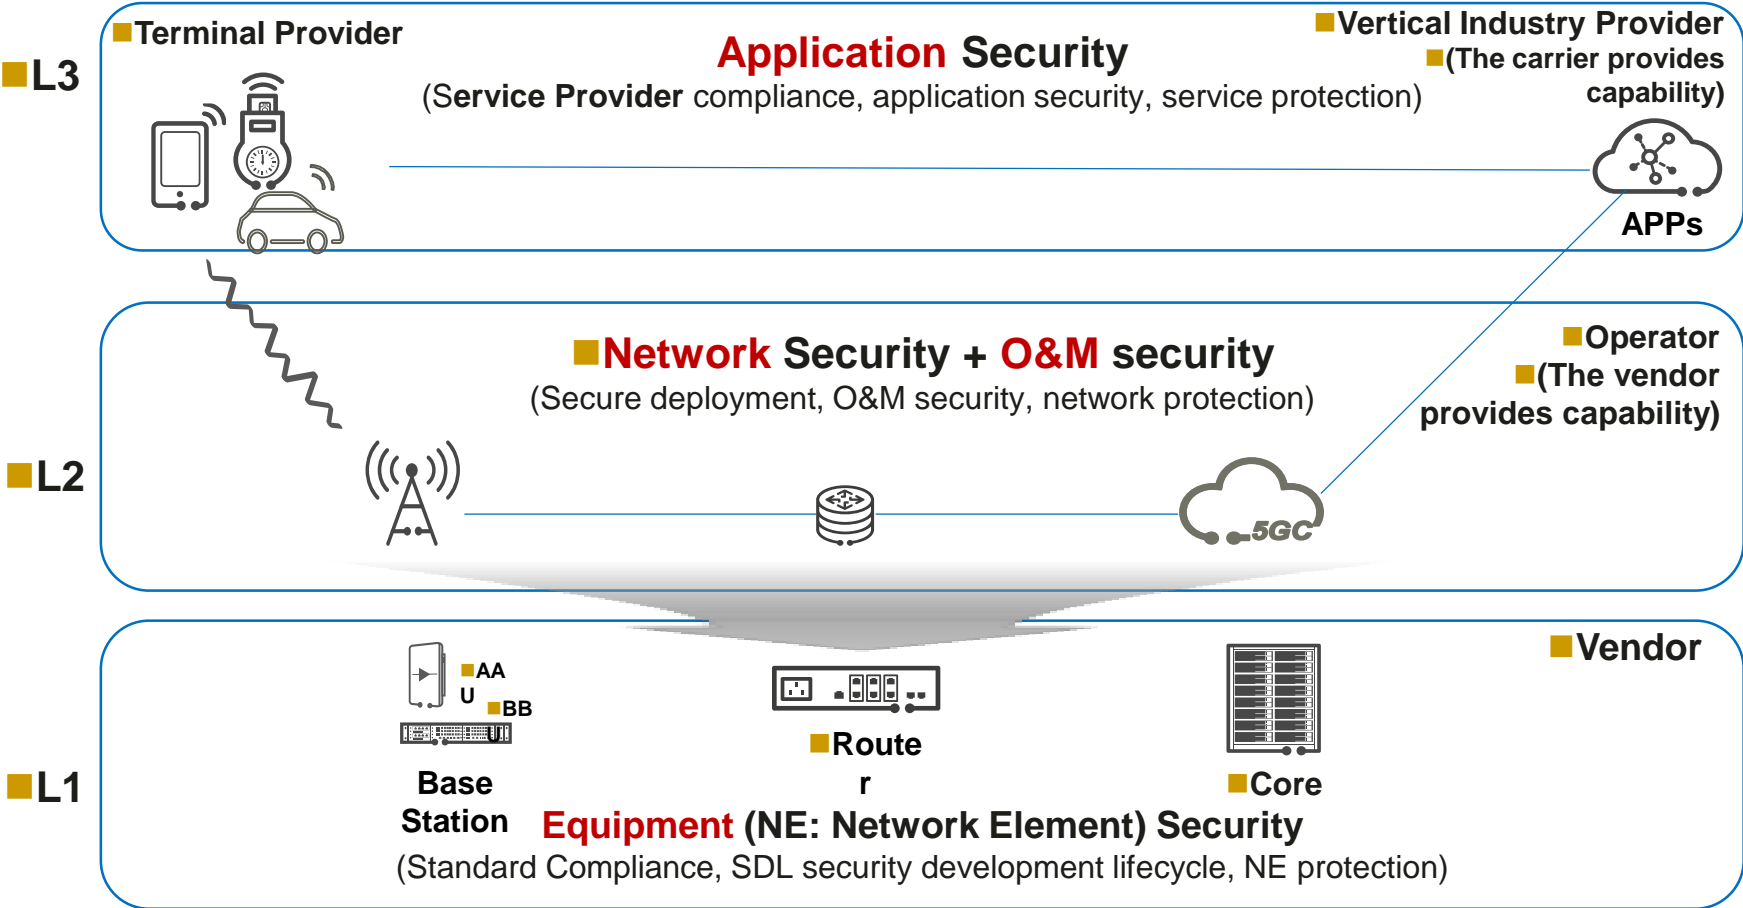 L3
Terminal Provider
Application Security
(Service Provider compliance, application security, service protection)
Vertical Industry Provider
(The carrier provides
capability)
APPs
L2
Network Security + O&M security
(Secure deployment, O&M security, network protection)
Operator
(The vendor
provides capability)
5GC
L1
Vendor
AA
U
BB
U
Base
Station
Route
r
Core
Equipment (NE: Network Element) Security
(Standard Compliance, SDL security development lifecycle, NE protection)